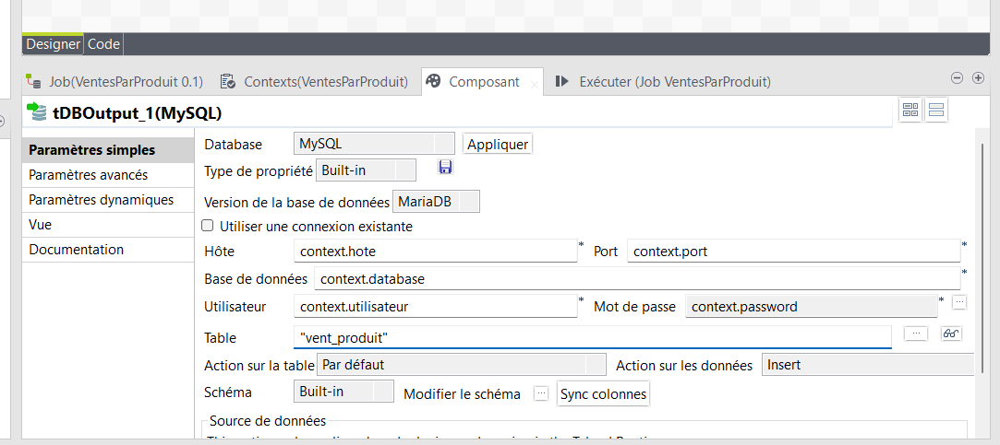 Designer Code
Job(VentesParProduit 0.1) Contexts(VentesParProduit) Composant Exécuter (Job VentesParProduit)
tDBOutput_1(MySQL)
Paramètres simples
Paramètres avancés
Paramètres dynamiques
Vue
Documentation
Database MySQL Appliquer
Type de propriété Built-in
Version de la base de données MariaDB
Utiliser une connexion existante
Hôte context.hote * Port context.port *
Base de données context.database *
Utilisateur context.utilisateur * Mot de passe context.password * ...
Table "vent_produit" ...
Action sur la table Par défaut Action sur les données Insert
Schéma Built-in Modifier le schéma ... Sync colonnes
Source de données